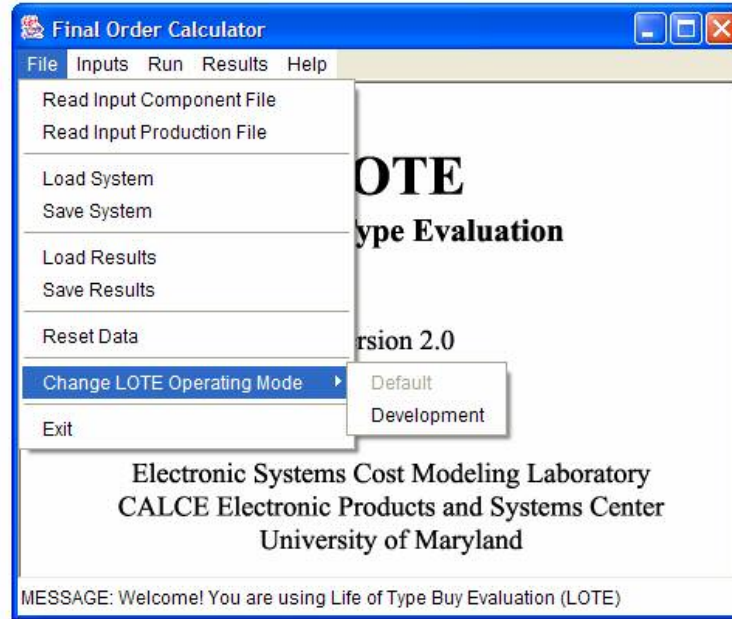 Final Order Calculator
File Inputs Run Results Help
Read Input Component File
Read Input Production File
Load System
Save System
Load Results
Save Results
Reset Data
Change LOTE Operating Mode
Exit
Default
Development
OTE
ype Evaluation
rsion 2.0
Electronic Systems Cost Modeling Laboratory
CALCE Electronic Products and Systems Center
University of Maryland
MESSAGE: Welcome! You are using Life of Type Buy Evaluation (LOTE)